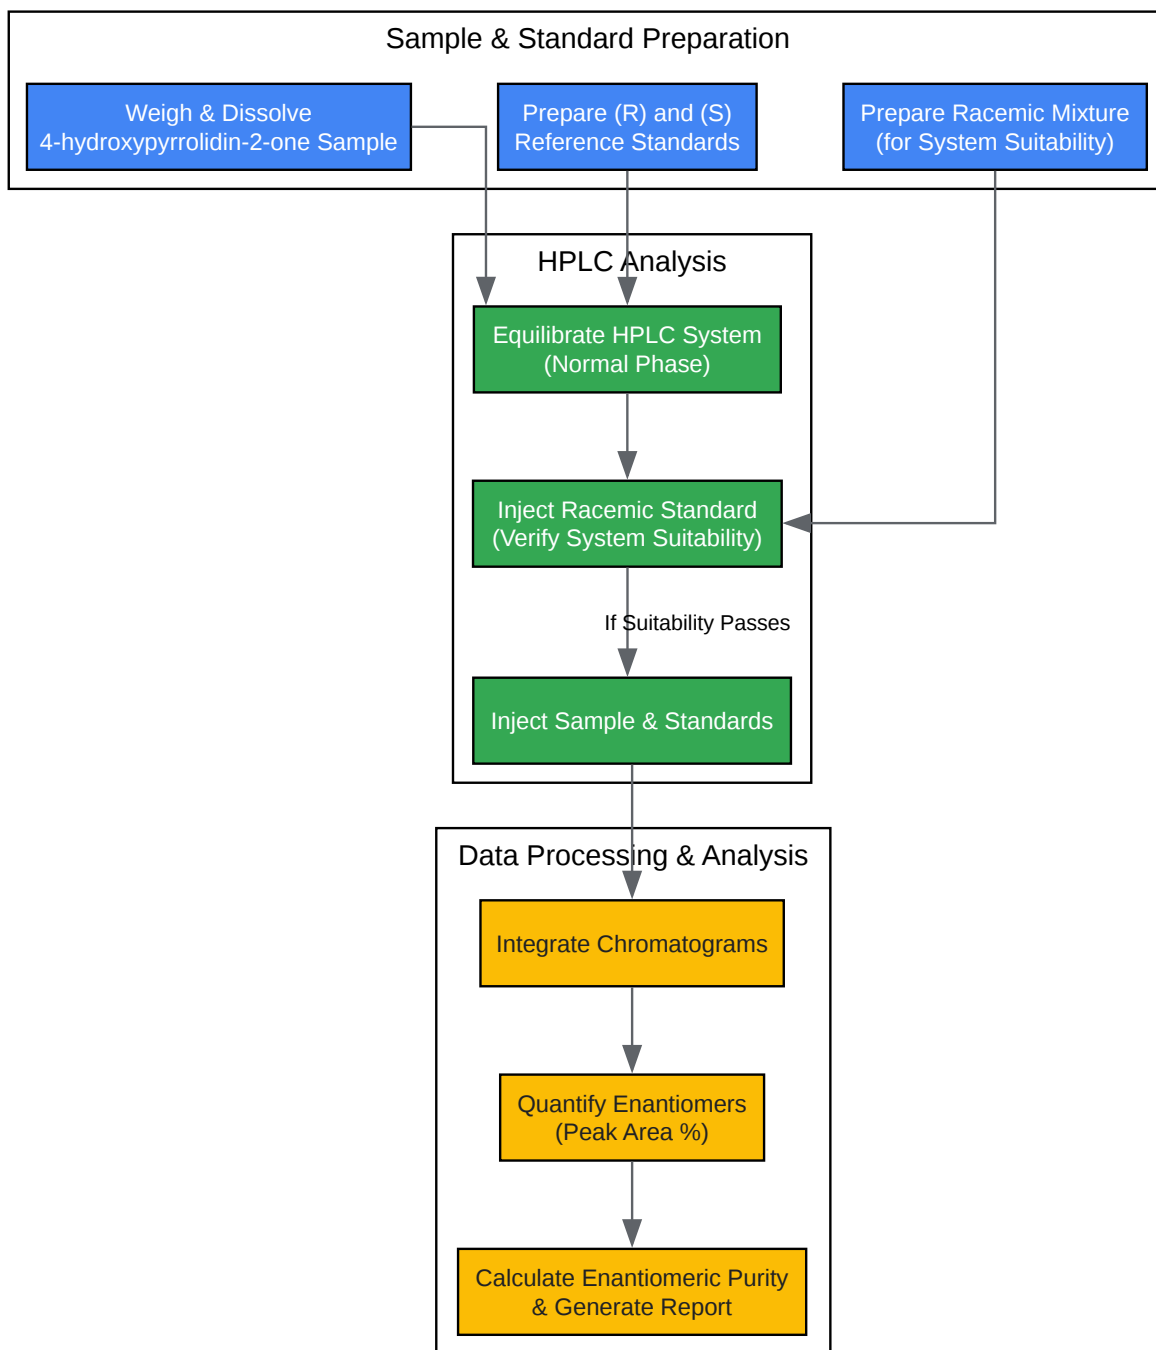 Sample & Standard Preparation
Weigh & Dissolve
4-hydroxypyrrolidin-2-one Sample
Prepare (R) and (S)
Reference Standards
Prepare Racemic Mixture
(for System Suitability)
HPLC Analysis
Equilibrate HPLC System
(Normal Phase)
Inject Racemic Standard
(Verify System Suitability)
If Suitability Passes
Inject Sample & Standards
Data Processing & Analysis
Integrate Chromatograms
Quantify Enantiomers
(Peak Area %)
Calculate Enantiomeric Purity
& Generate Report